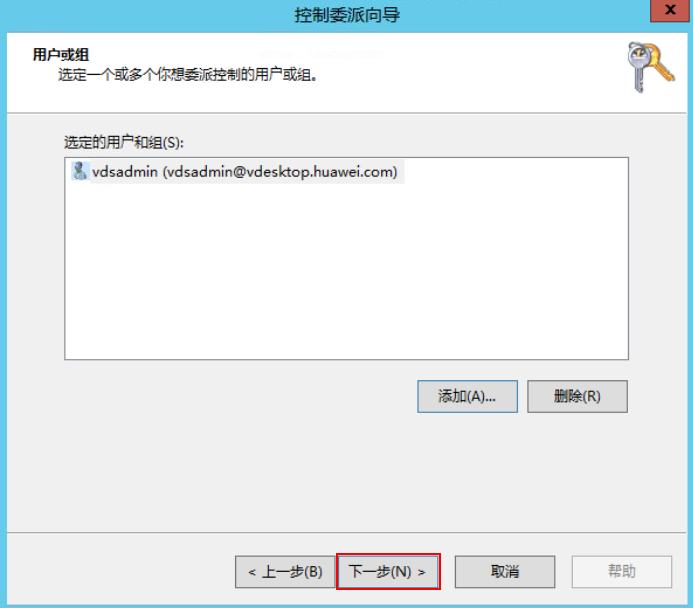 控制委派向导
x
用户或组
选定一个或多个你想委派控制的用户或组。
选定的用户和组(S):
vdsadmin (vdsadmin@vdesktop.huawei.com)
添加(A)... 删除(R)
< 上一步(B) 下一步(N) > 取消 帮助